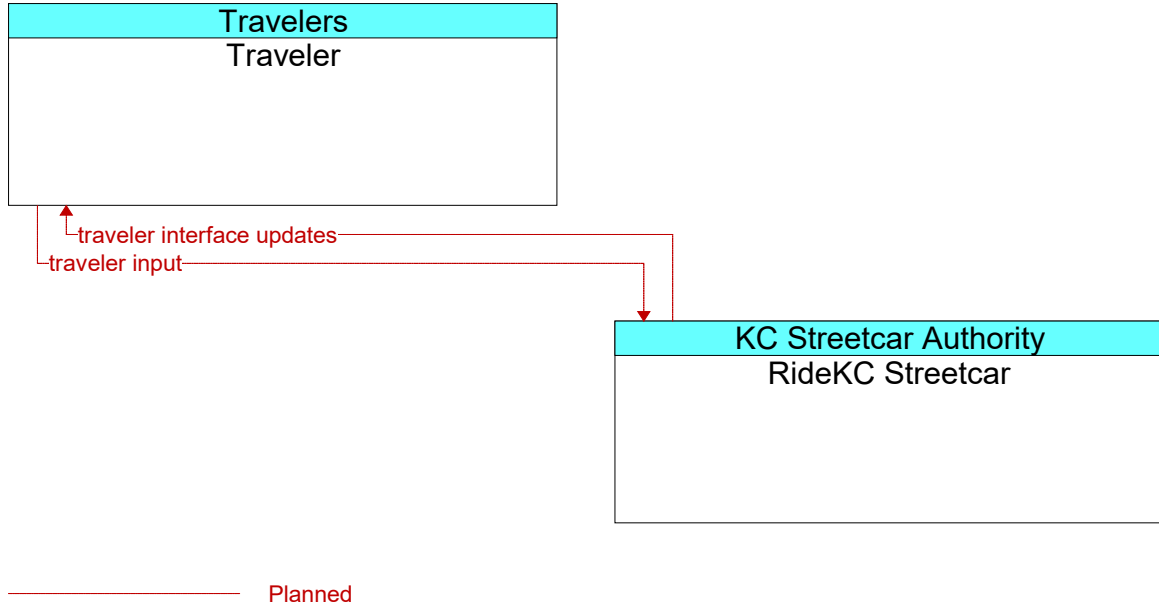 Travelers
Traveler
traveler interface updates
traveler input
KC Streetcar Authority
RideKC Streetcar
Planned